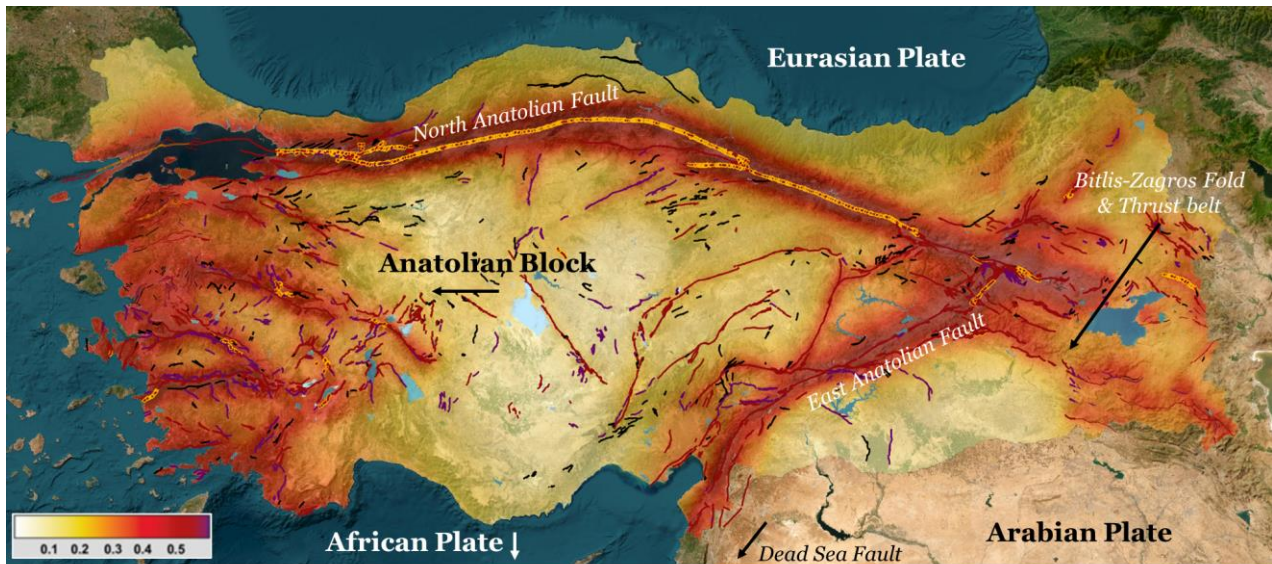 Eurasian Plate
North Anatolian Fault
Bitlis-Zagros Fold
& Thrust belt
Anatolian Block
East Anatolian Fault
African Plate
Dead Sea Fault
Arabian Plate
0.1 0.2 0.3 0.4 0.5